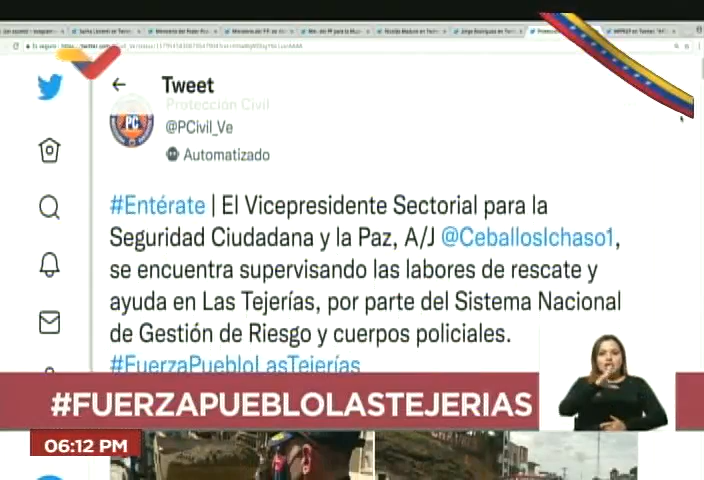 Tweet
Protección Civil
@PCivil_Ve
Automatizado
#Entérate | El Vicepresidente Sectorial para la
Seguridad Ciudadana y la Paz, A/J @CeballosIchaso1,
se encuentra supervisando las labores de rescate y
ayuda en Las Tejerías, por parte del Sistema Nacional
de Gestión de Riesgo y cuerpos policiales.
#FuerzaPuebloLasTejerías
#FUERZAPUEBLOLASTEJERIAS
06:12 PM